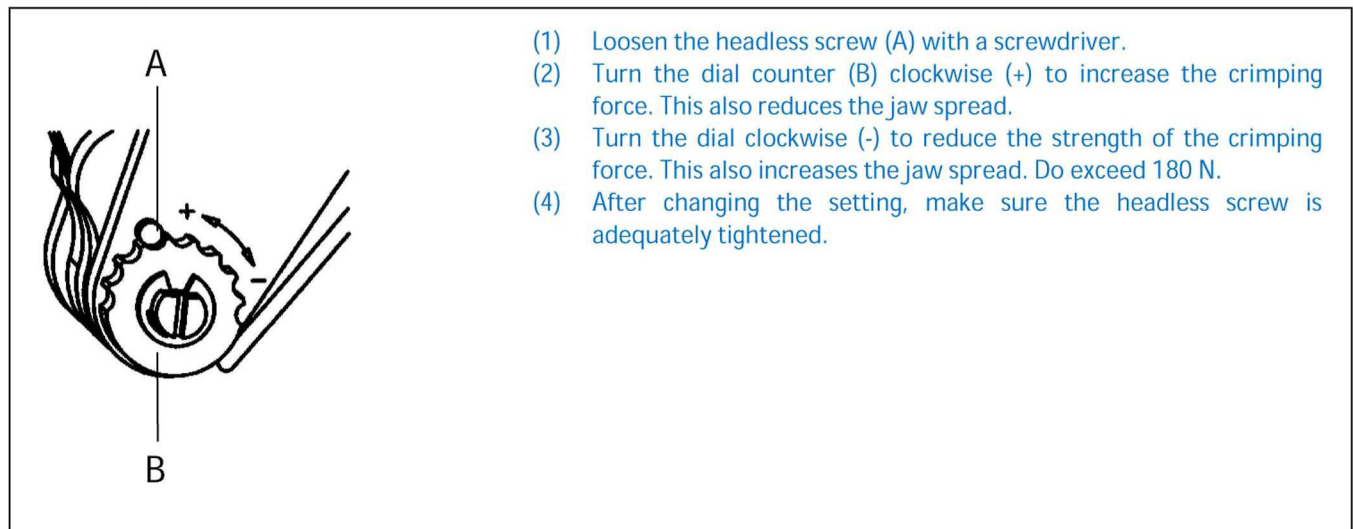 A
+
-
B
(1) Loosen the headless screw (A) with a screwdriver.
(2) Turn the dial counter (B) clockwise (+) to increase the crimping
force. This also reduces the jaw spread.
(3) Turn the dial clockwise (-) to reduce the strength of the crimping
force. This also increases the jaw spread. Do exceed 180 N.
(4) After changing the setting, make sure the headless screw is
adequately tightened.